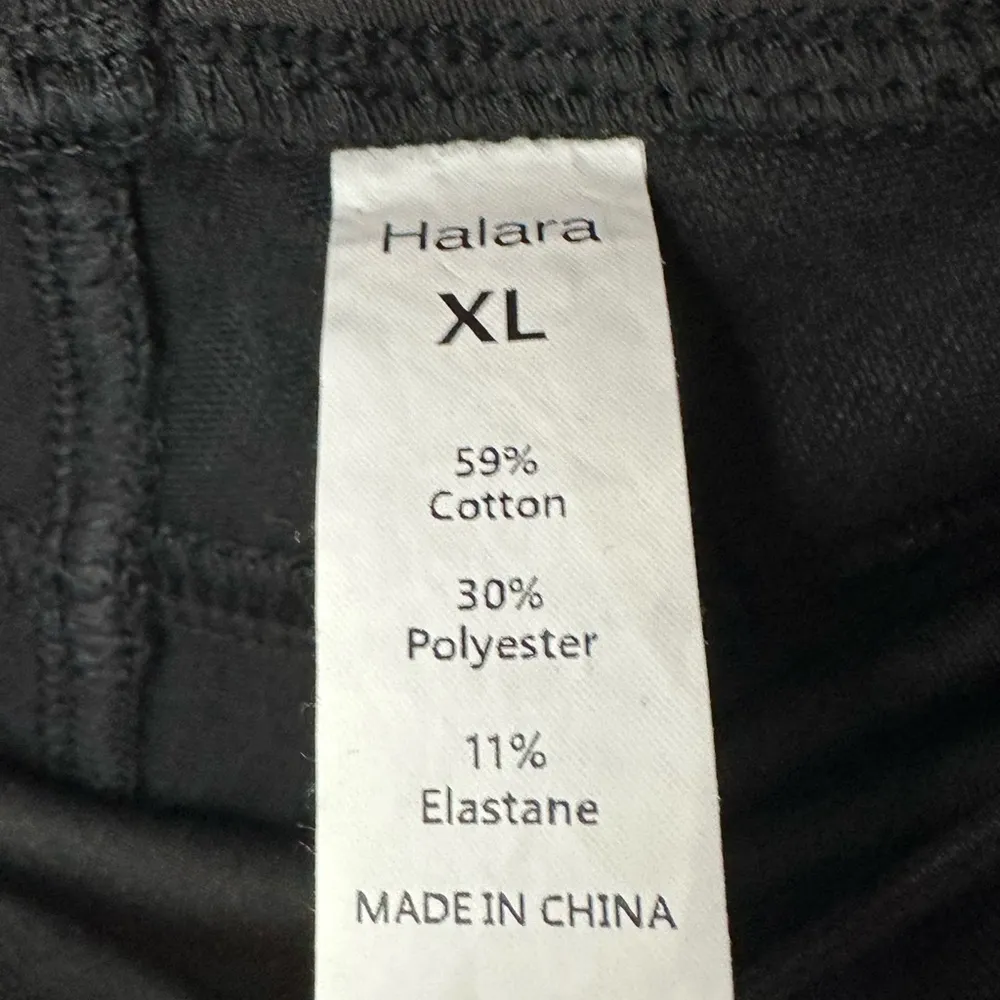 Halara
XL
59%
Cotton
30%
Polyester
11%
Elastane
MADE IN CHINA